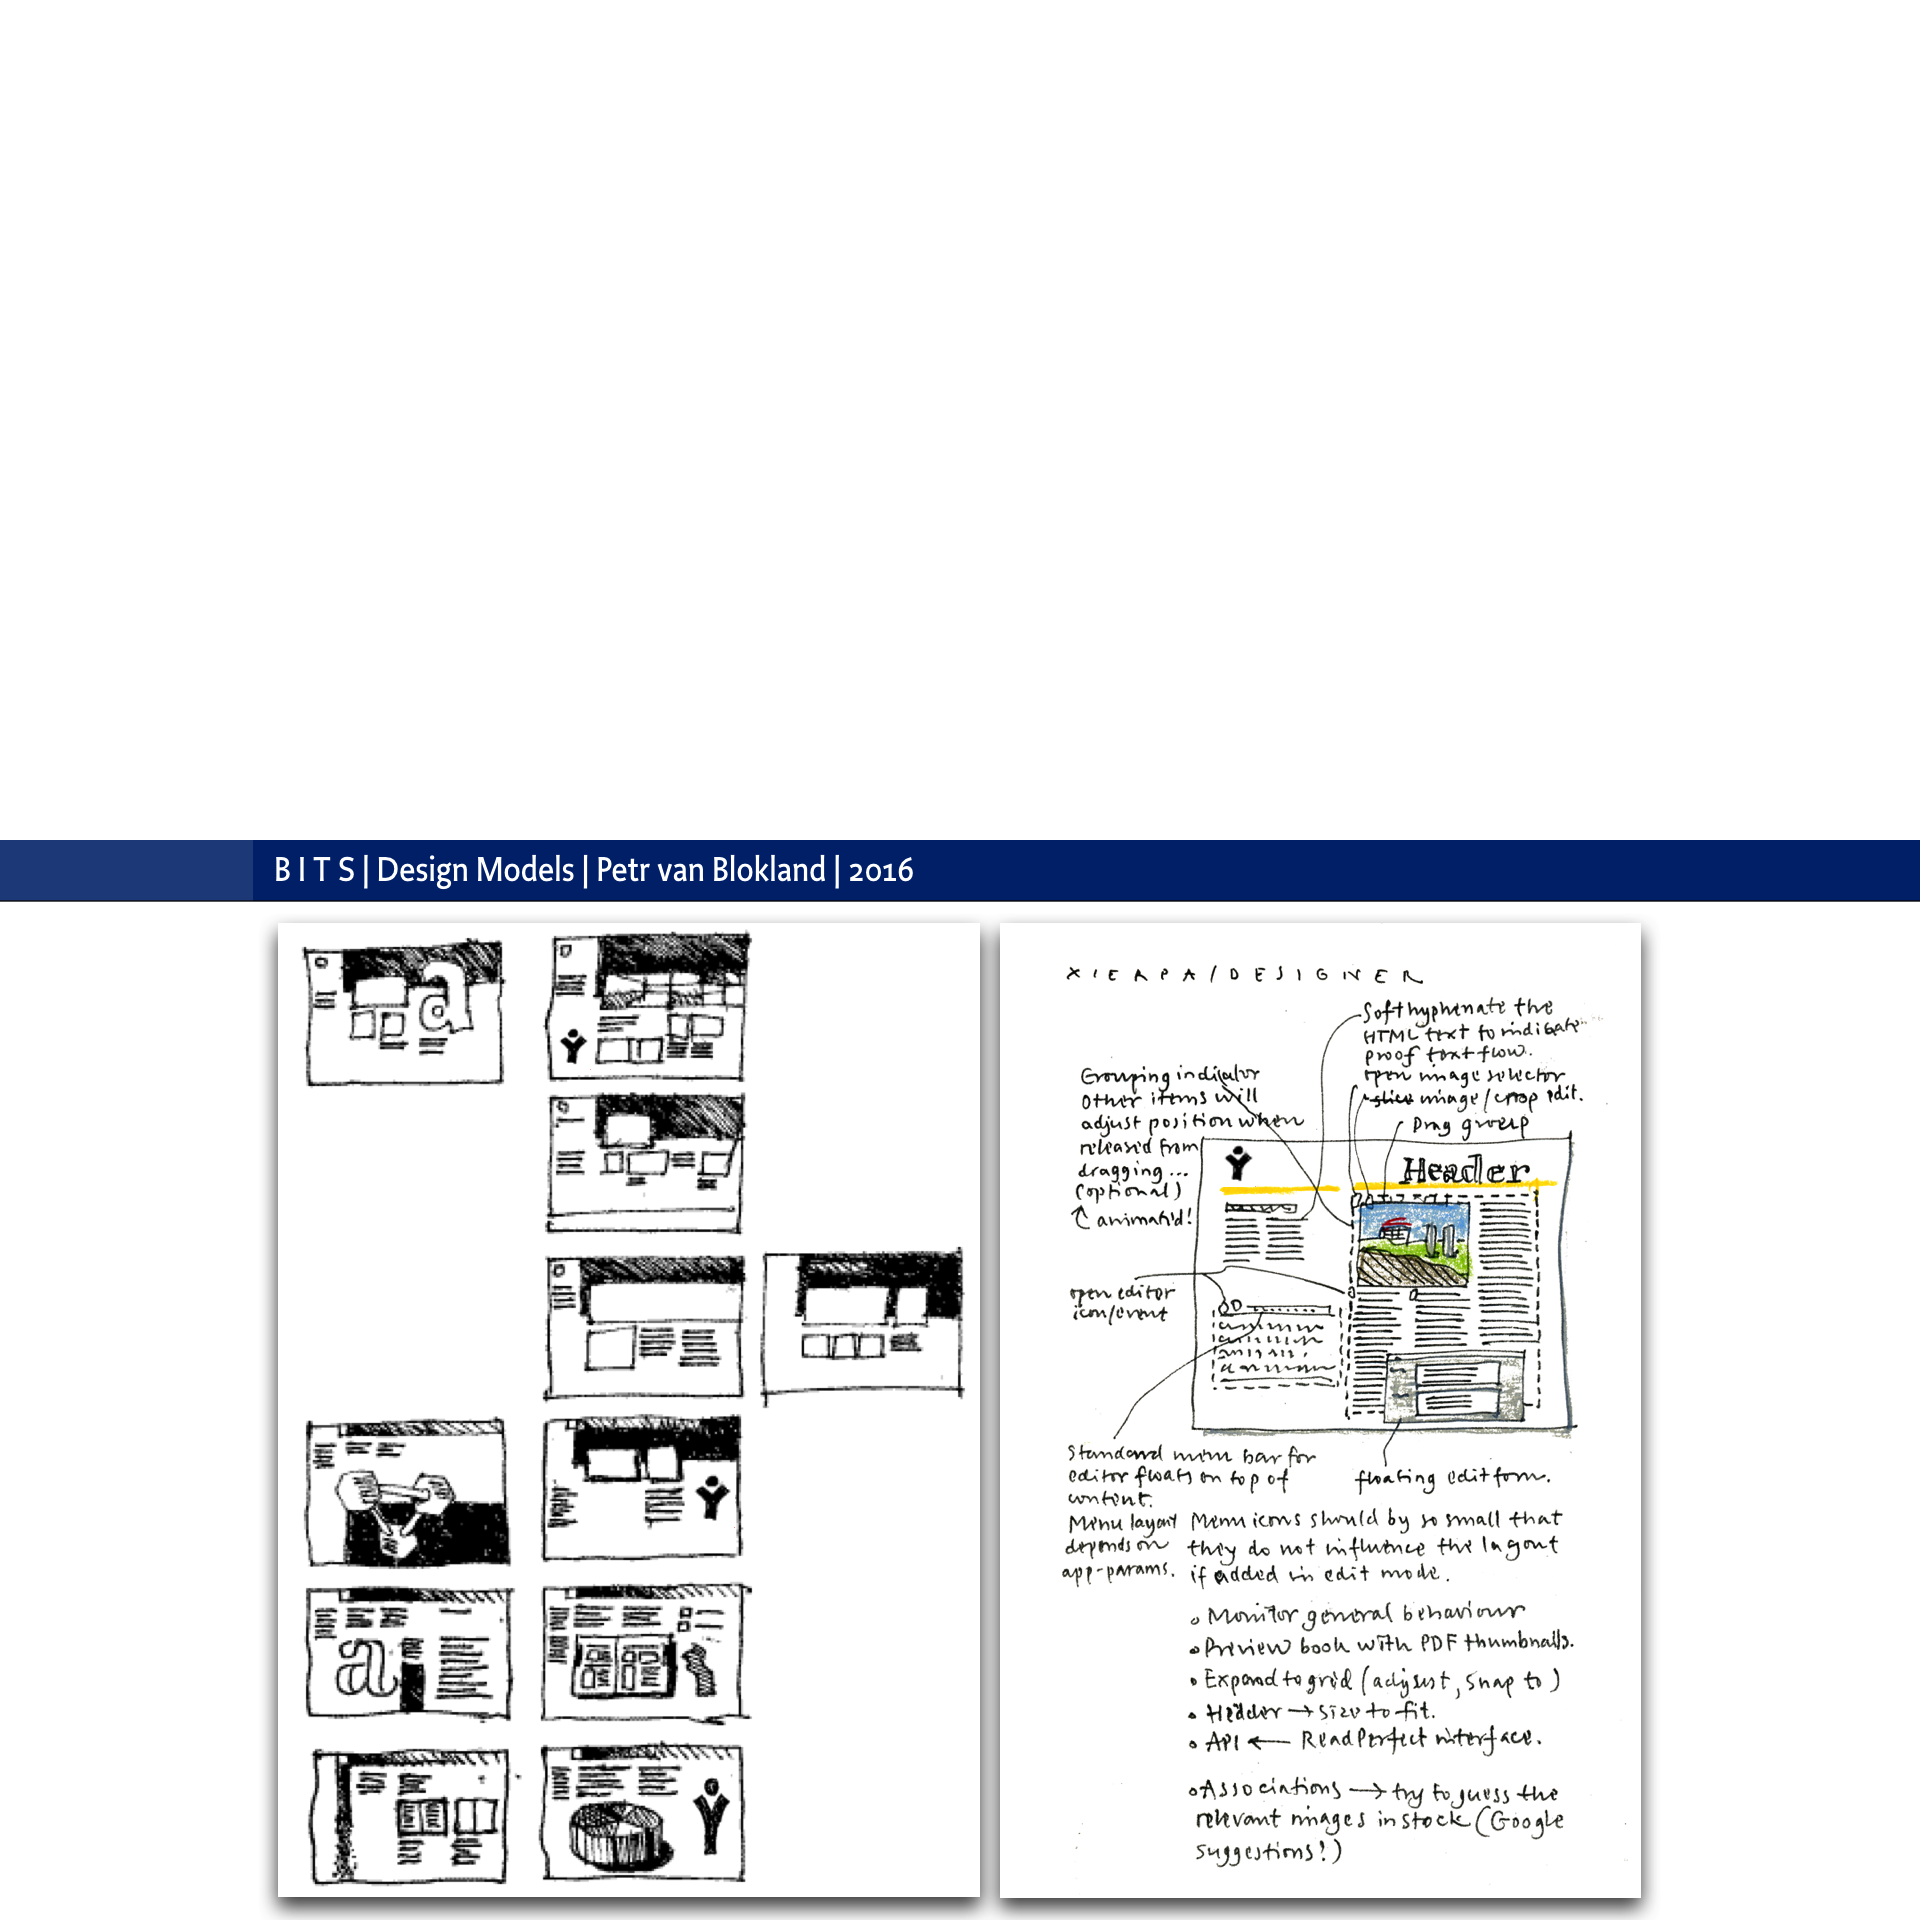 B I T S | Design Models | Petr van Blokland | 2016
a
a
XIERPA/DESIGNER
Softhyphenate the
HTML text to indicate
proof text flow.
open image selector
slice image/crop edit.
Drag group
Grouping indicator
Other items will
adjust position when
released from
dragging...
(optional)
animated!
Header
open editor
icon/event
Standard menu bar for
editor floats on top of
content.
floating edit form.
Menu layout
depends on
app-params.
Menu icons should by so small that
they do not influence the layout
if added in edit mode.
• Monitor general behaviour
• Preview book with PDF thumbnails.
• Expand to grid (adjust, snap to)
• Header → Size to fit.
• API ← ReadPerfect interface.
• Associations → try to guess the
relevant images in stock (Google
suggestions!)